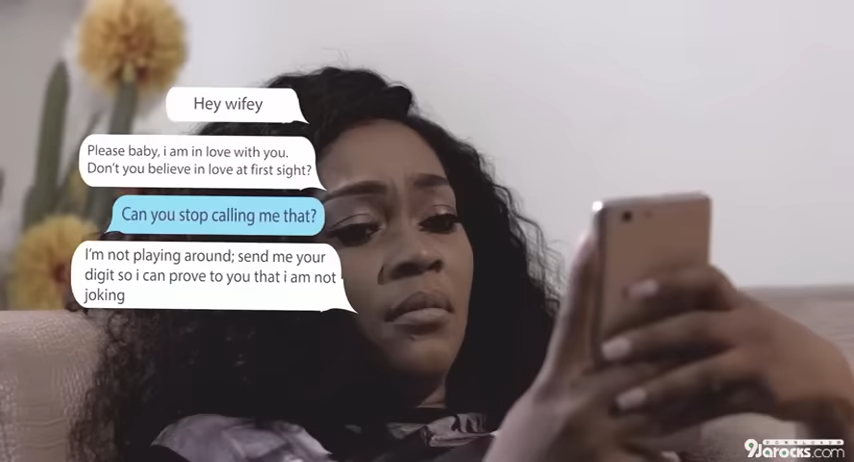 Hey wifey
Please baby, i am in love with you.
Don't you believe in love at first sight?
Can you stop calling me that?
I'm not playing around; send me your
digit so i can prove to you that i am not
joking
DOWNLOADED
9JAROCKS.com